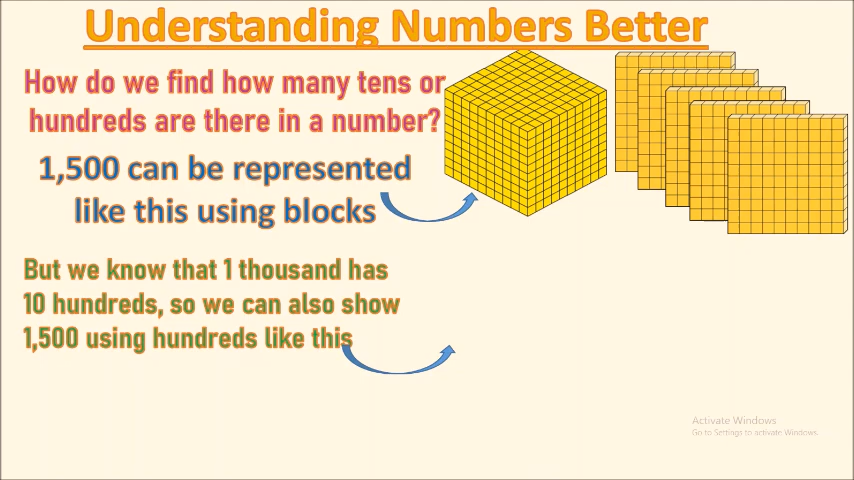 Understanding Numbers Better
How do we find how many tens or
hundreds are there in a number?
1,500 can be represented
like this using blocks
But we know that 1 thousand has
10 hundreds, so we can also show
1,500 using hundreds like this
Activate Windows
Go to Settings to activate Windows.